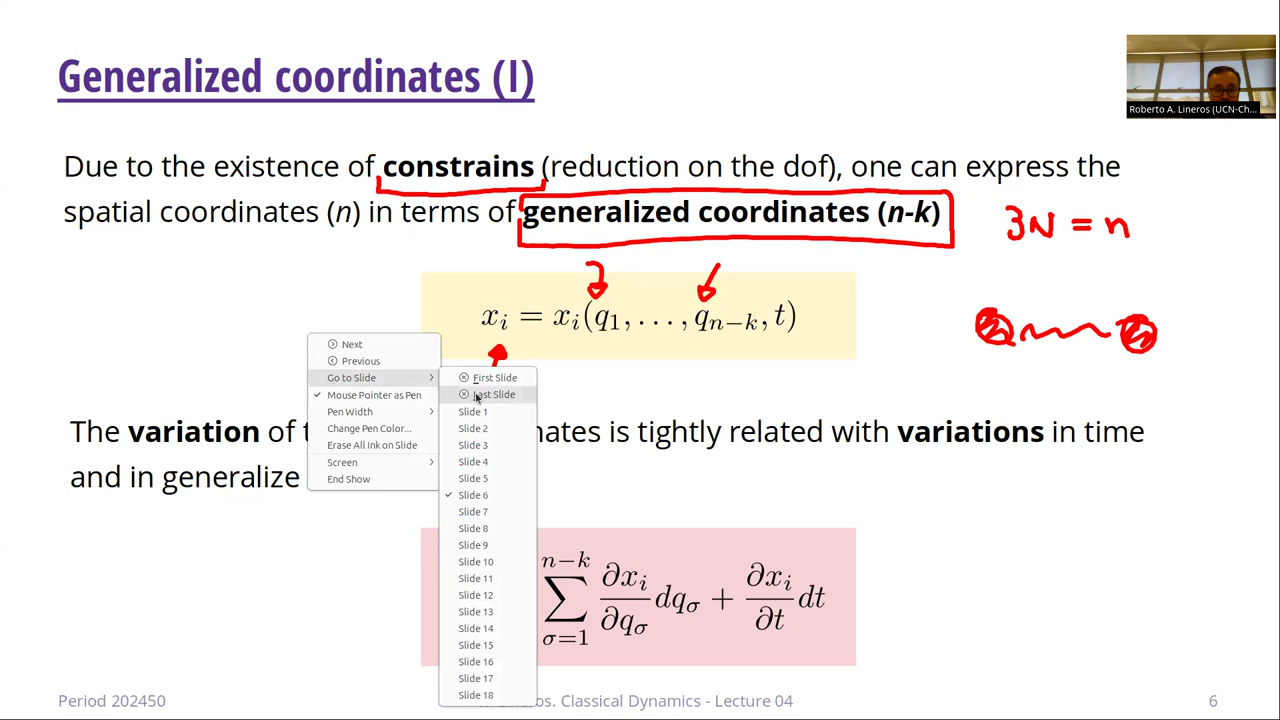 Generalized coordinates (I)
Roberto A. Lineros (UCN-Ch...
Due to the existence of constrains (reduction on the dof), one can express the
spatial coordinates (n) in terms of generalized coordinates (n-k)
3N = n
x_i = x_i(q_1, ..., q_{n-k}, t)
Next
Previous
Go to Slide
Mouse Pointer as Pen
Pen Width
Change Pen Color...
Erase All Ink on Slide
Screen
End Show
First Slide
Last Slide
Slide 1
Slide 2
Slide 3
Slide 4
Slide 5
Slide 6
Slide 7
Slide 8
Slide 9
Slide 10
Slide 11
Slide 12
Slide 13
Slide 14
Slide 15
Slide 16
Slide 17
Slide 18
The variation of inates is tightly related with variations in time
and in generalize
∑_{σ=1}^{n−k} ∂x_i/∂q_σ dq_σ + ∂x_i/∂t dt
Period 202450
os. Classical Dynamics - Lecture 04
6